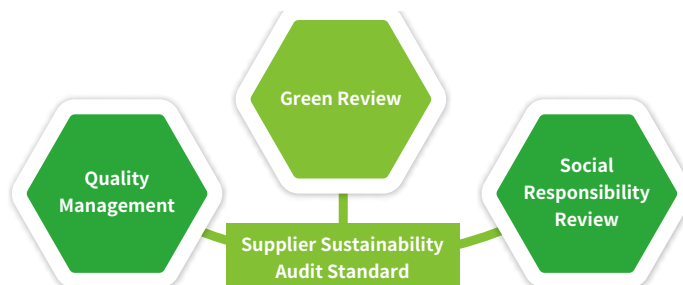 Green Review
Quality
Management
Social
Responsibility
Review
Supplier Sustainability
Audit Standard